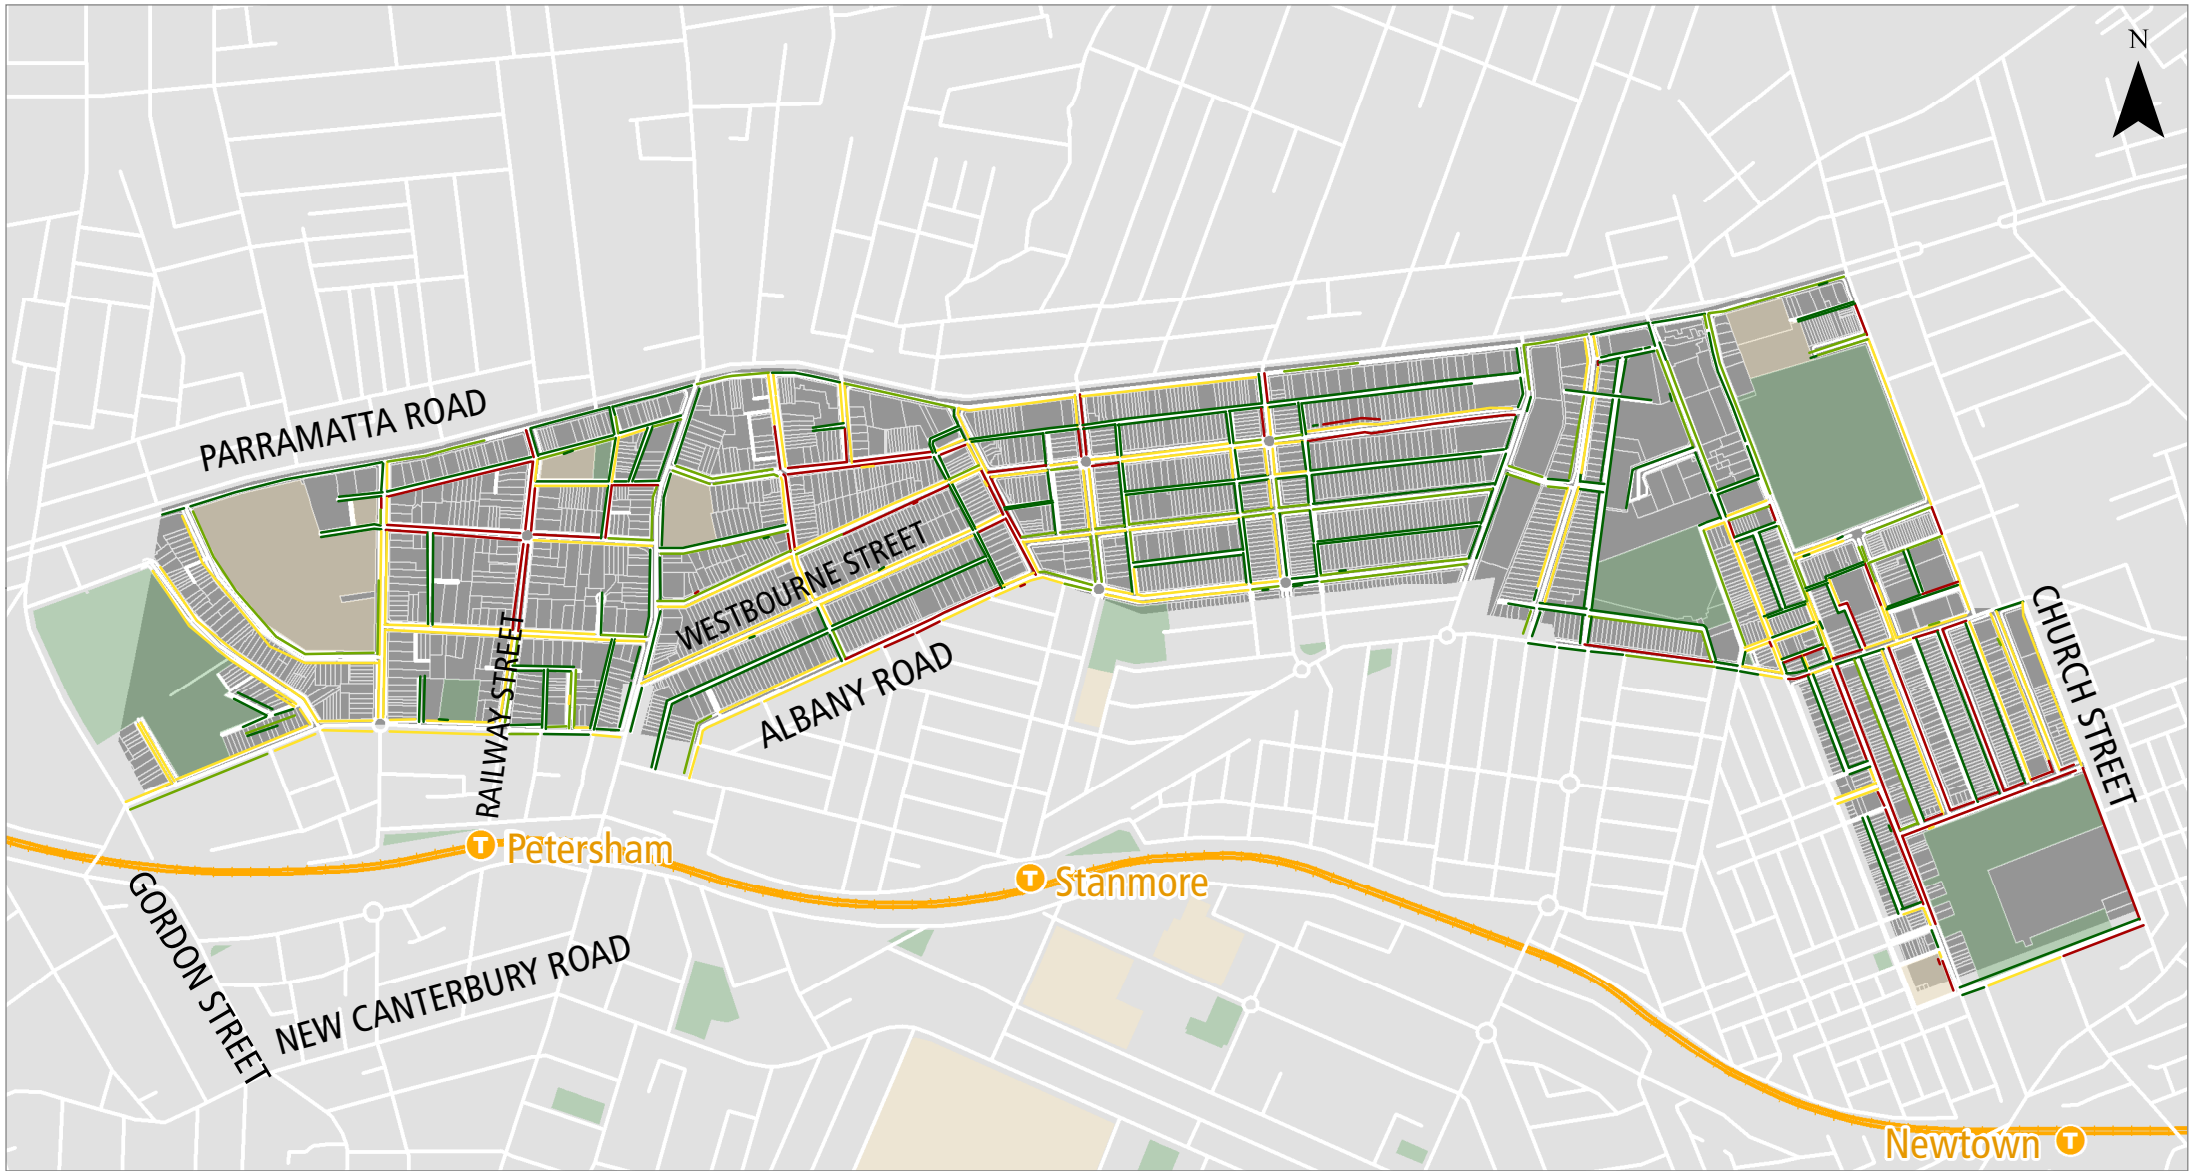 N
PARRAMATTA ROAD
WESTBOURNE STREET
CHURCH STREET
RAILWAY STREET
ALBANY ROAD
T Petersham
T Stanmore
GORDON STREET
NEW CANTERBURY ROAD
Newtown T